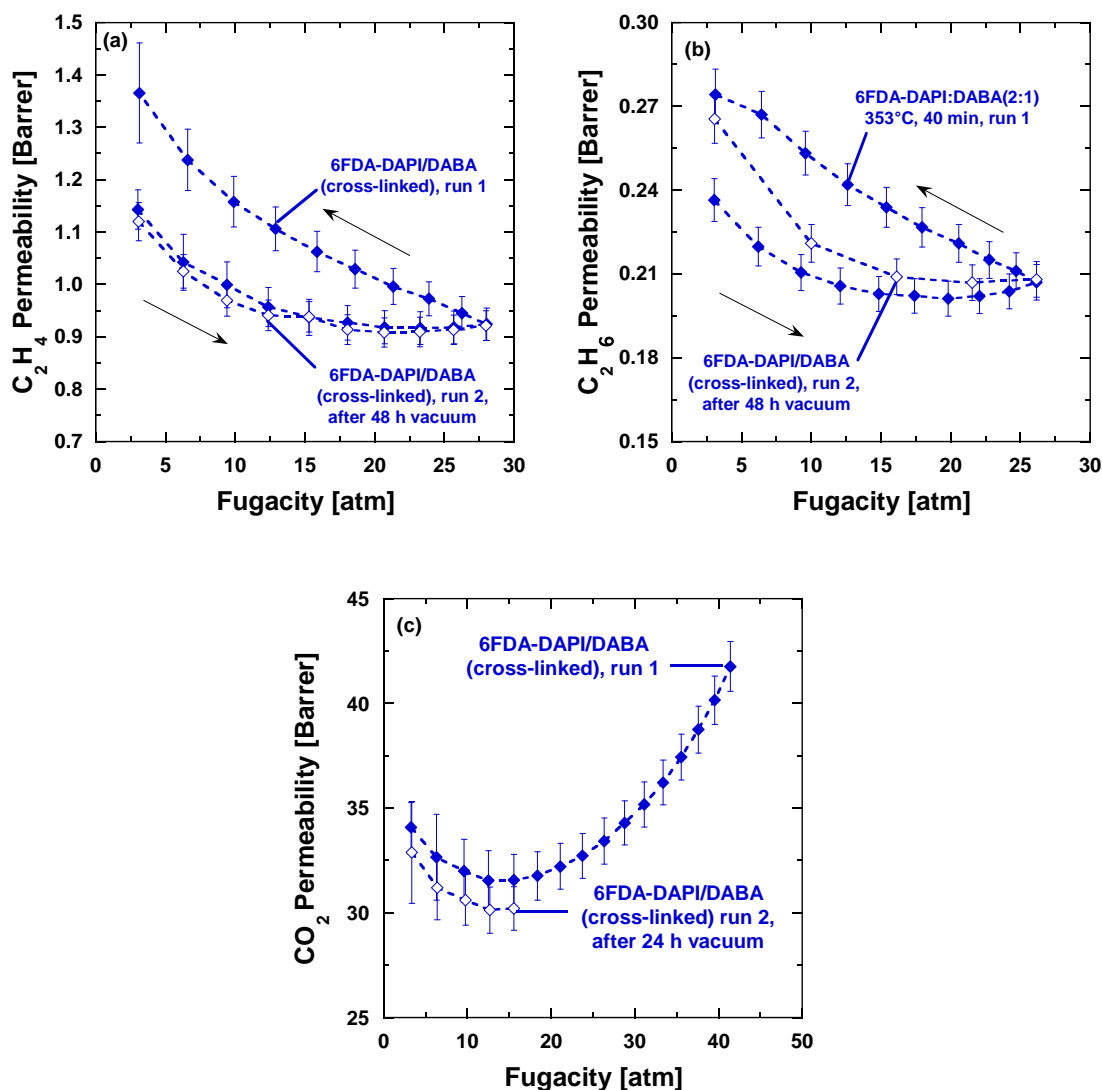 (a)
C2H4 Permeability [Barrer]
1.5
1.4
1.3
1.2
1.1
1.0
0.9
0.8
0.7
6FDA-DAPI/DABA
(cross-linked), run 1
6FDA-DAPI/DABA
(cross-linked), run 2,
after 48 h vacuum
0 5 10 15 20 25 30
Fugacity [atm]
(b)
C2H6 Permeability [Barrer]
0.30
0.27
0.24
0.21
0.18
0.15
6FDA-DAPI:DABA(2:1)
353°C, 40 min, run 1
6FDA-DAPI/DABA
(cross-linked), run 2,
after 48 h vacuum
0 5 10 15 20 25 30
Fugacity [atm]
(c)
CO2 Permeability [Barrer]
45
40
35
30
25
6FDA-DAPI/DABA
(cross-linked), run 1
6FDA-DAPI/DABA
(cross-linked) run 2,
after 24 h vacuum
0 10 20 30 40 50
Fugacity [atm]